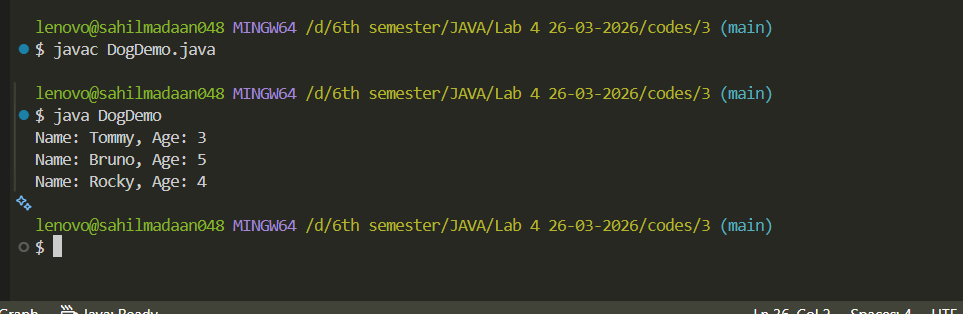 lenovo@sahilmadaan048 MINGW64 /d/6th semester/JAVA/Lab 4 26-03-2026/codes/3 (main)
$ javac DogDemo.java
lenovo@sahilmadaan048 MINGW64 /d/6th semester/JAVA/Lab 4 26-03-2026/codes/3 (main)
$ java DogDemo
Name: Tommy, Age: 3
Name: Bruno, Age: 5
Name: Rocky, Age: 4
lenovo@sahilmadaan048 MINGW64 /d/6th semester/JAVA/Lab 4 26-03-2026/codes/3 (main)
$
Graph Java: Ready Ln 36, Col 2 Spaces: 4 UTF